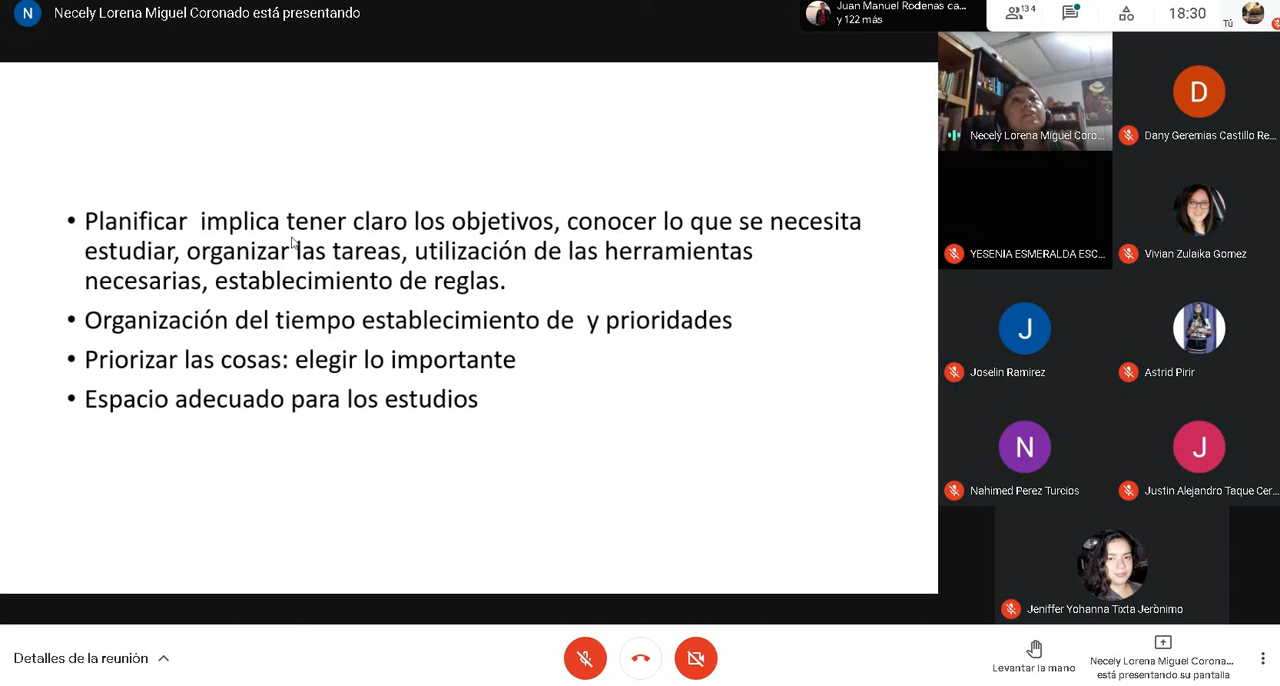 N Necely Lorena Miguel Coronado está presentando
Juan Manuel Rodenas ca...
y 122 más
134
18:30
Tú
• Planificar  implica tener claro los objetivos, conocer lo que se necesita
estudiar, organizar las tareas, utilización de las herramientas
necesarias, establecimiento de reglas.
• Organización del tiempo establecimiento de  y prioridades
• Priorizar las cosas: elegir lo importante
• Espacio adecuado para los estudios
Necely Lorena Miguel Coro...
D
Dany Geremias Castillo Re...
YESENIA ESMERALDA ESC...
Vivian Zulaika Gomez
J
Joselin Ramirez
Astrid Pirir
N
Nahimed Perez Turcios
J
Justin Alejandro Taque Cer...
Jeniffer Yohanna Tixta Jerònimo
Detalles de la reunión
Levantar la mano
Necely Lorena Miguel Corona...
está presentando su pantalla